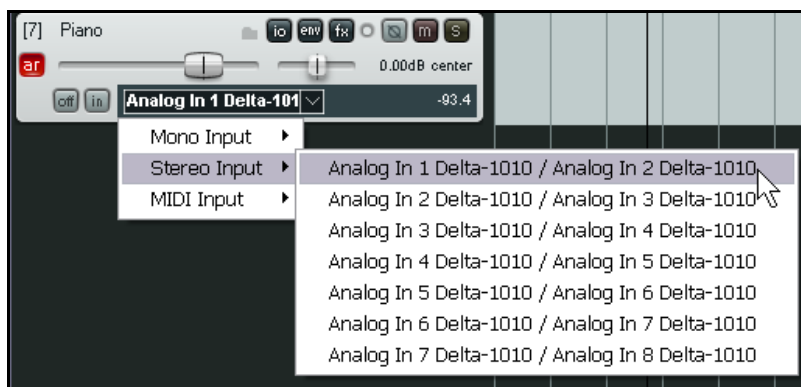 [7] Piano io env fx m S
ar 0.00dB center
off in Analog In 1 Delta-101 -93.4
Mono Input
Stereo Input
MIDI Input
Analog In 1 Delta-1010 / Analog In 2 Delta-1010
Analog In 2 Delta-1010 / Analog In 3 Delta-1010
Analog In 3 Delta-1010 / Analog In 4 Delta-1010
Analog In 4 Delta-1010 / Analog In 5 Delta-1010
Analog In 5 Delta-1010 / Analog In 6 Delta-1010
Analog In 6 Delta-1010 / Analog In 7 Delta-1010
Analog In 7 Delta-1010 / Analog In 8 Delta-1010